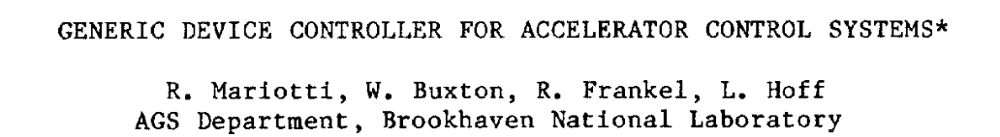 GENERIC DEVICE CONTROLLER FOR ACCELERATOR CONTROL SYSTEMS*
R. Mariotti, W. Buxton, R. Frankel, L. Hoff
AGS Department, Brookhaven National Laboratory